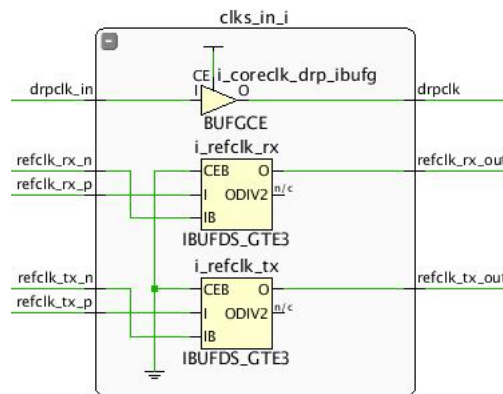 clks_in_i
CE i_coreclk_drp_ibufg
drpclk_in I O drpclk
BUFGCE
i_refclk_rx
refclk_rx_n CEB O refclk_rx_out
refclk_rx_p I ODIV2 n/c
IB
IBUFDS_GTE3
i_refclk_tx
refclk_tx_n CEB O refclk_tx_out
refclk_tx_p I ODIV2 n/c
IB
IBUFDS_GTE3